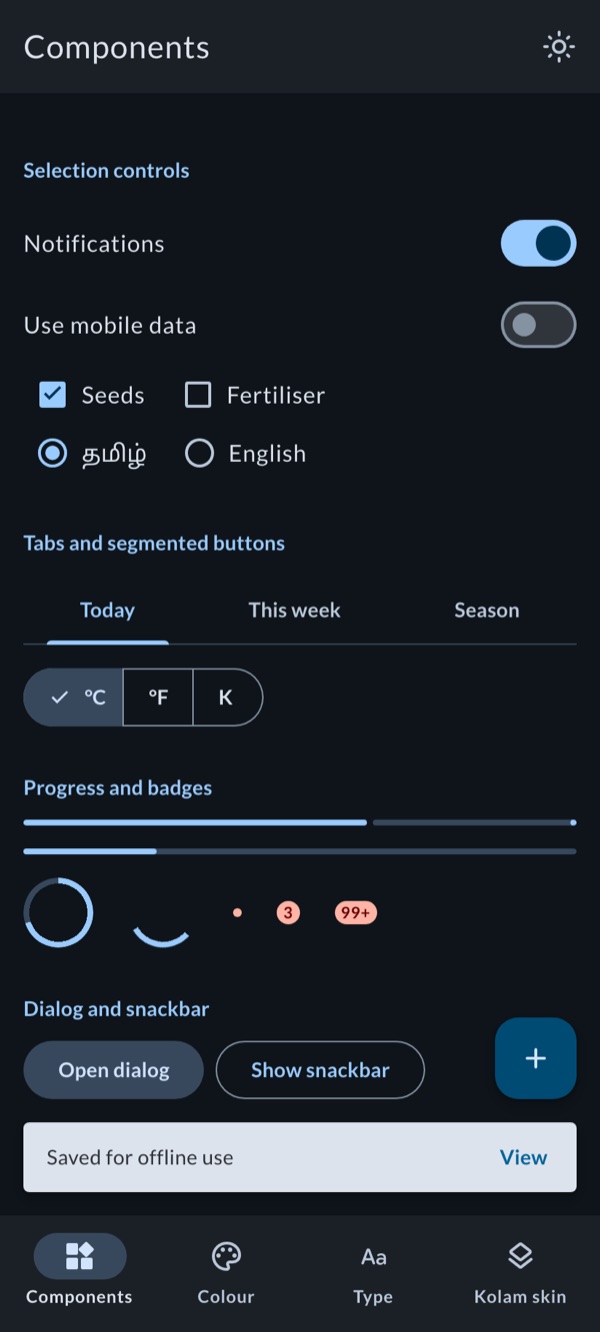 Components
Selection controls
Notifications
Use mobile data
Seeds
Fertiliser
தமிழ்
English
Tabs and segmented buttons
Today
This week
Season
°C
°F
K
Progress and badges
3
99+
Dialog and snackbar
Open dialog
Show snackbar
+
Saved for offline use
View
Aa
Components
Colour
Type
Kolam skin